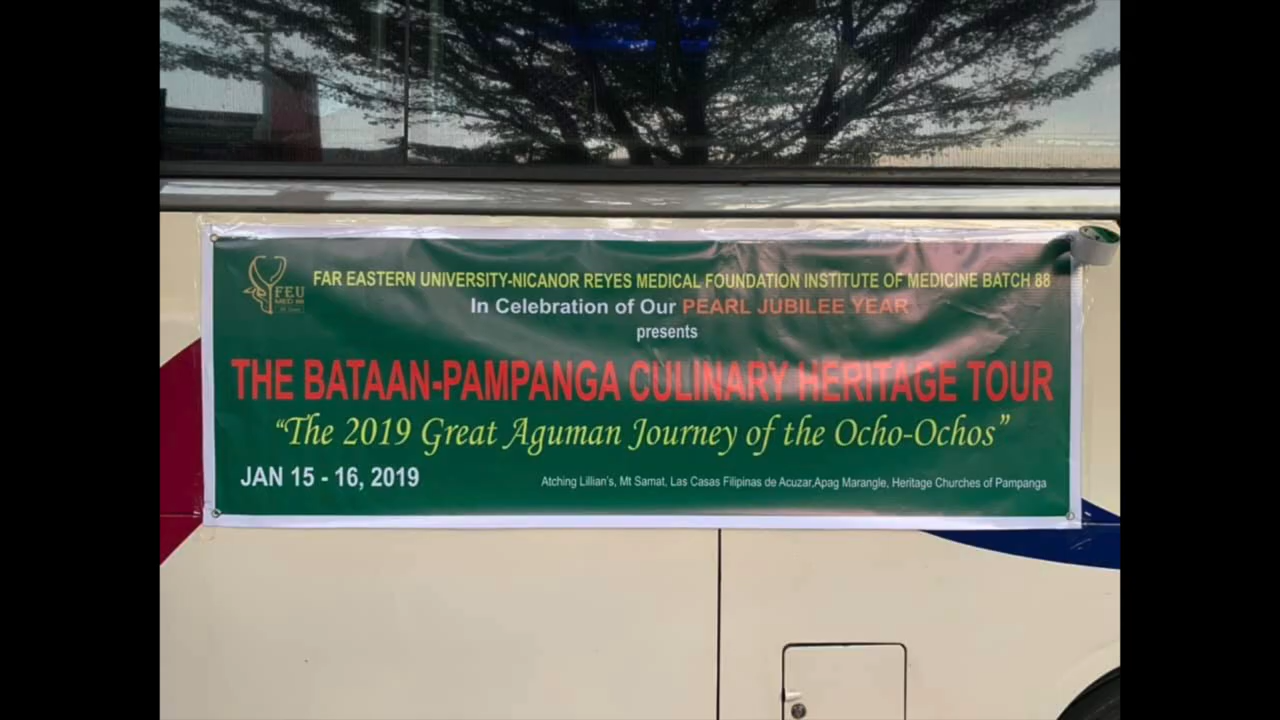 FAR EASTERN UNIVERSITY-NICANOR REYES MEDICAL FOUNDATION INSTITUTE OF MEDICINE BATCH 88
In Celebration of Our PEARL JUBILEE YEAR
presents
THE BATAAN-PAMPANGA CULINARY HERITAGE TOUR
“The 2019 Great Aguman Journey of the Ocho-Ochos”
JAN 15 - 16, 2019
Atching Lillian's, Mt Samat, Las Casas Filipinas de Acuzar,Apag Marangle, Heritage Churches of Pampanga
FEU
MED 88